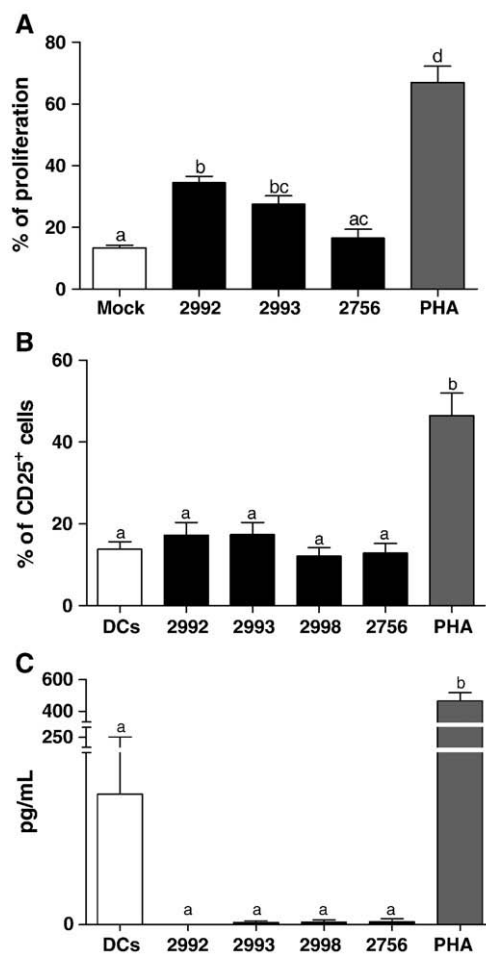 A
% of proliferation
80
60
40
20
0
a
b
bc
ac
d
Mock 2992 2993 2756 PHA
B
% of CD25+ cells
60
40
20
0
a
a
a
a
a
b
DCs 2992 2993 2998 2756 PHA
C
pg/mL
600
400
250
0
a
a
a
a
a
b
DCs 2992 2993 2998 2756 PHA